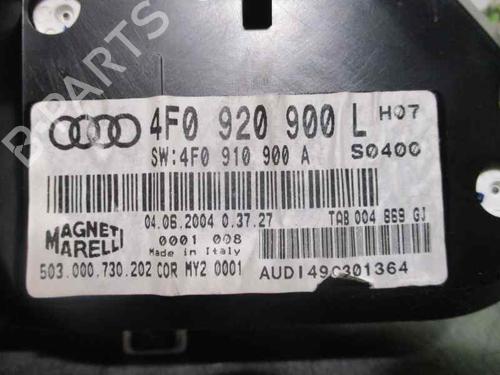 B-PARTS
4F0 920 900 L H07
SW:4F0 910 900 A S0400
04.06.2004 0.37.27 TAB 004 869 GJ
MAGNETI MARELLI 0001 008
Made in Italy
503.000.730.202 COR MY2 0001 AUDI49C301364